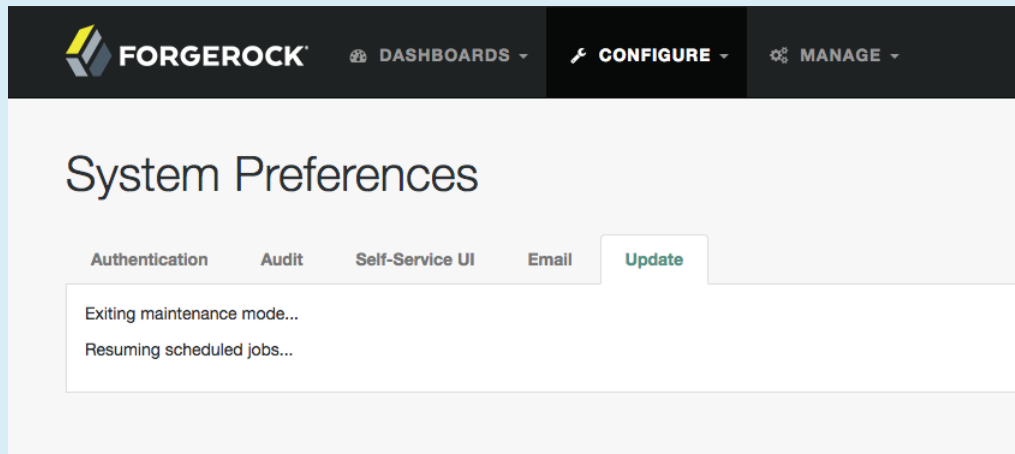 FORGEROCK DASHBOARDS CONFIGURE MANAGE
System Preferences
Authentication Audit Self-Service UI Email Update
Exiting maintenance mode...
Resuming scheduled jobs...